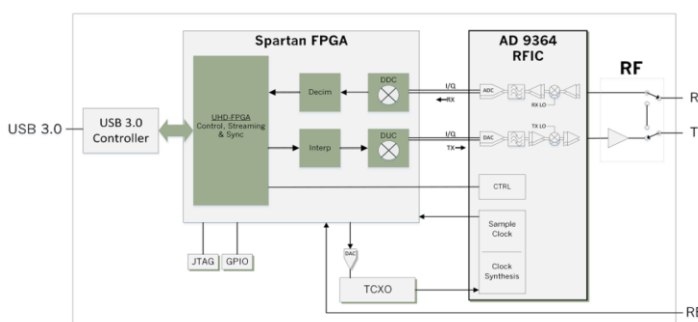 Spartan FPGA
AD 9364
RFIC
RF
DDC
Decim
I/Q
RX
ADC
RX LO
UHD-FPGA
Control, Streaming
& Sync
USB 3.0
USB 3.0
Controller
DUC
Interp
I/Q
TX
DAC
TX LO
CTRL
Sample
Clock
Clock
Synthesis
JTAG
GPIO
DAC
TCXO